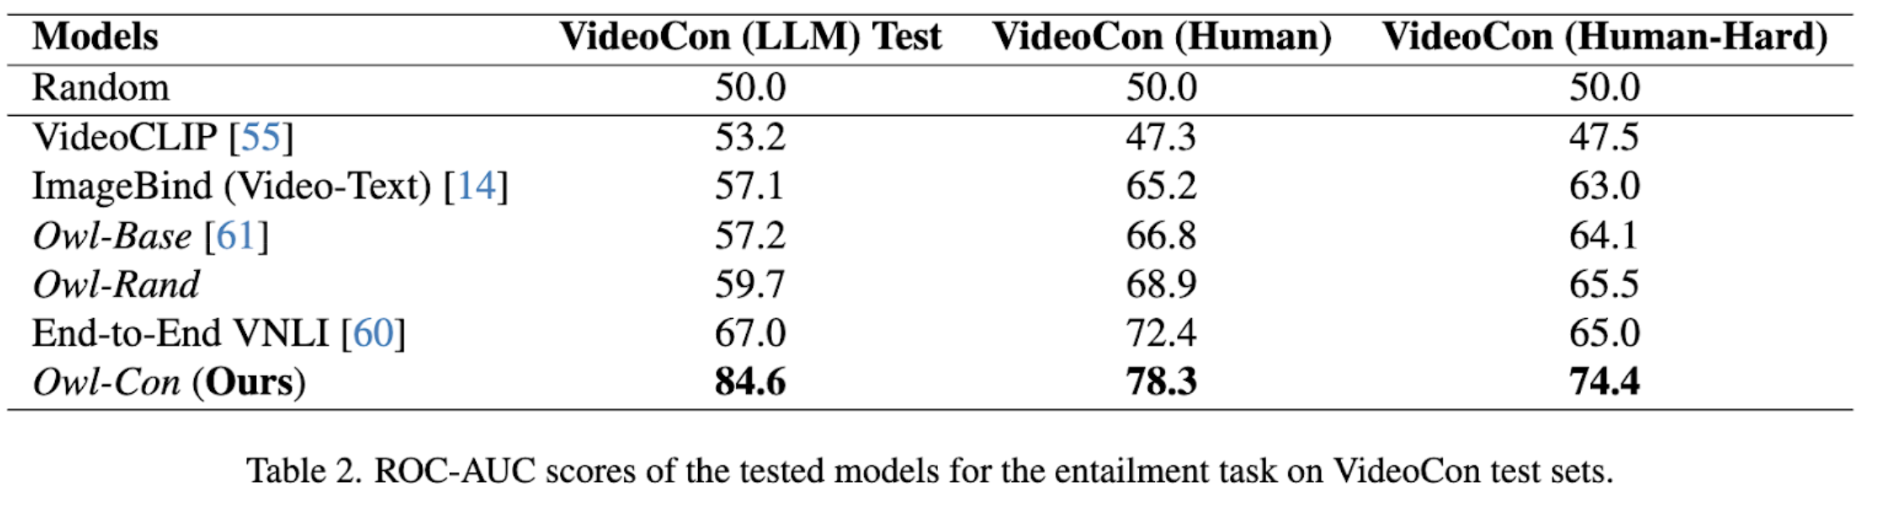 Models VideoCon (LLM) Test VideoCon (Human) VideoCon (Human-Hard)
Random 50.0 50.0 50.0
VideoCLIP [55] 53.2 47.3 47.5
ImageBind (Video-Text) [14] 57.1 65.2 63.0
Owl-Base [61] 57.2 66.8 64.1
Owl-Rand 59.7 68.9 65.5
End-to-End VNLI [60] 67.0 72.4 65.0
Owl-Con (Ours) 84.6 78.3 74.4
Table 2. ROC-AUC scores of the tested models for the entailment task on VideoCon test sets.